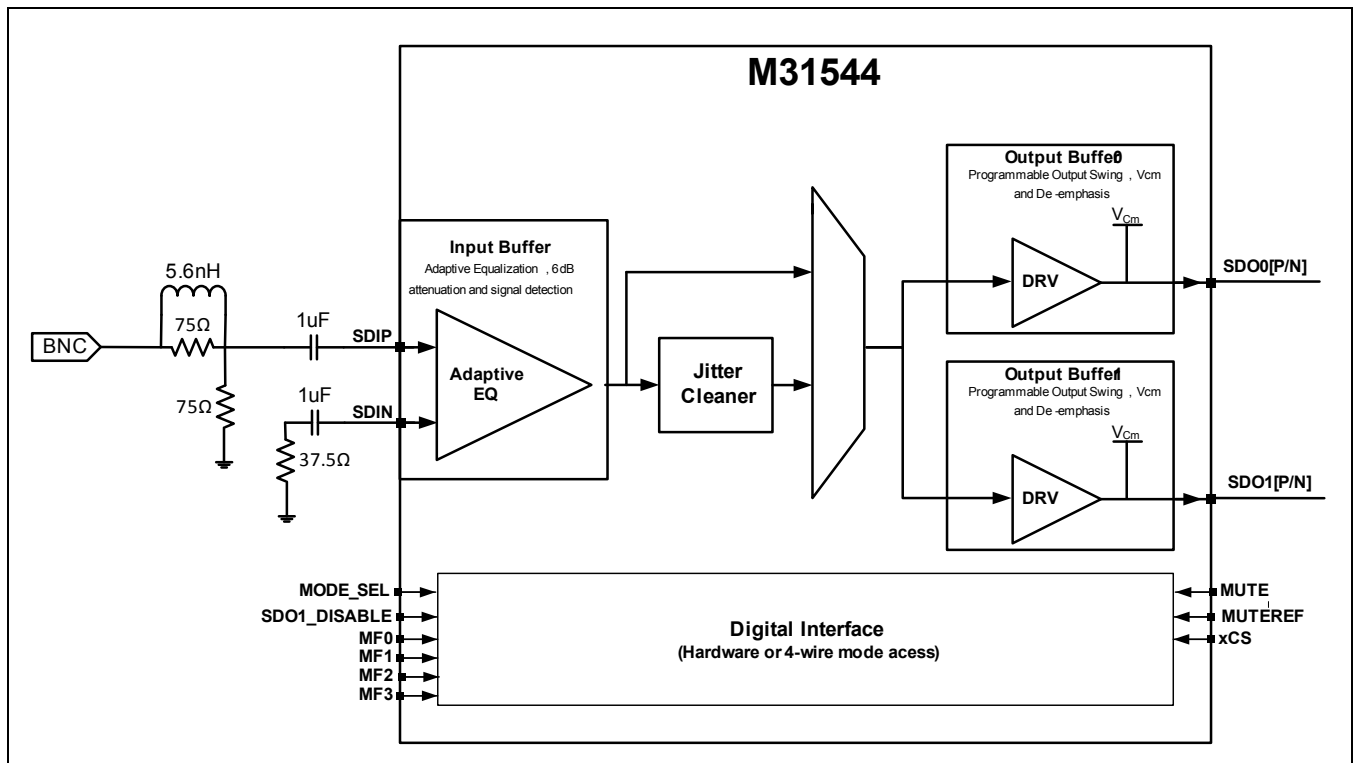 M31544
Output Buffer0
Programmable Output Swing , Vcm
and De -emphasis
VCm
DRV
SDO0[P/N]
Input Buffer
Adaptive Equalization , 6dB
attenuation and signal detection
5.6nH
75Ω
1uF
SDIP
BNC
Adaptive
EQ
Jitter
Cleaner
75Ω
1uF
SDIN
37.5Ω
Output Buffer1
Programmable Output Swing , Vcm
and De -emphasis
VCm
DRV
SDO1[P/N]
MODE_SEL
SDO1_DISABLE
MF0
MF1
MF2
MF3
Digital Interface
(Hardware or 4-wire mode acess)
MUTE
MUTEREF
xCS